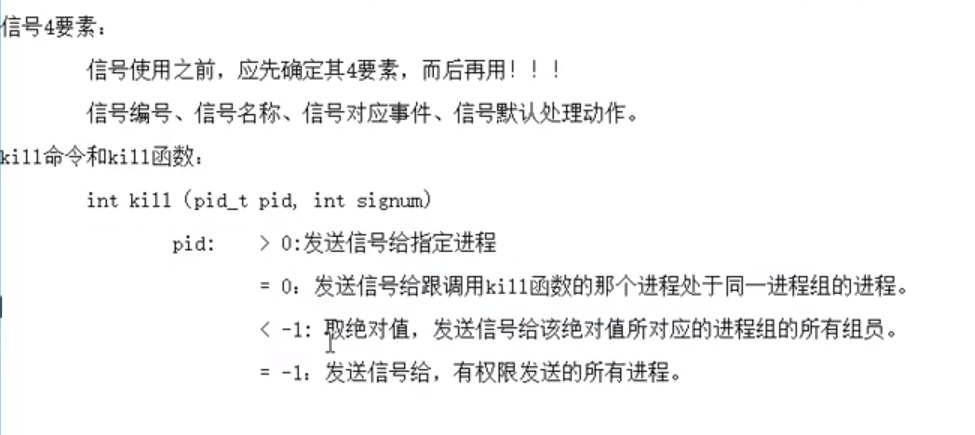 信号4要素：
信号使用之前，应先确定其4要素，而后再用！！！
信号编号、信号名称、信号对应事件、信号默认处理动作。
kill命令和kill函数：
int kill（pid_t pid, int signum）
pid: > 0:发送信号给指定进程
= 0：发送信号给跟调用kill函数的那个进程处于同一进程组的进程。
< -1: 取绝对值，发送信号给该绝对值所对应的进程组的所有组员。
= -1：发送信号给，有权限发送的所有进程。